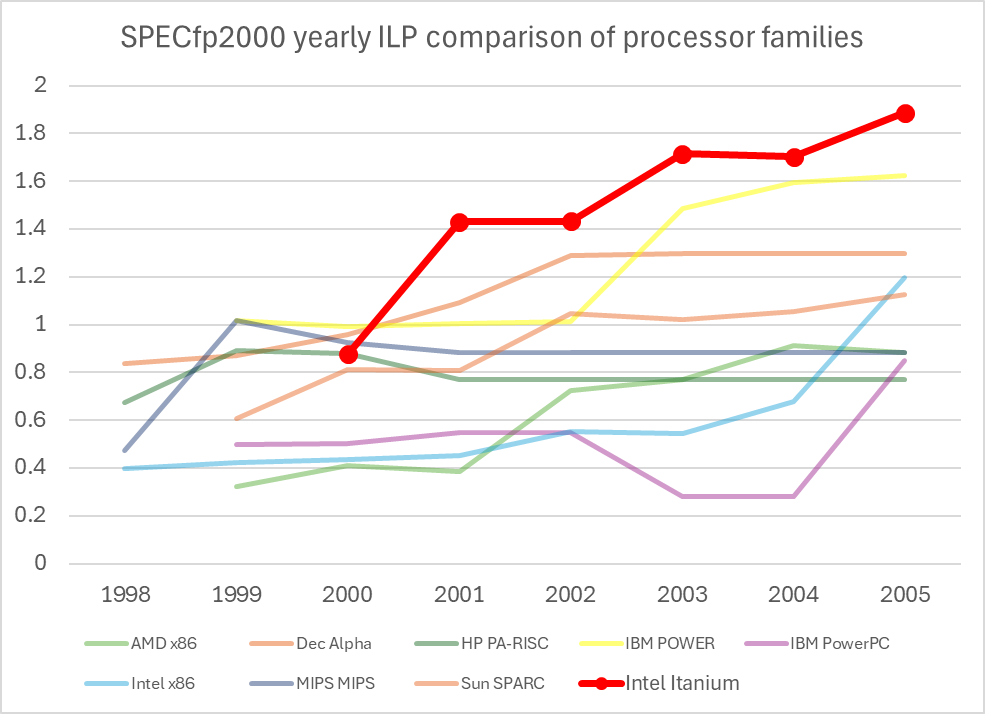 SPECfp2000 yearly ILP comparison of processor families
2
1.8
1.6
1.4
1.2
1
0.8
0.6
0.4
0.2
0
1998 1999 2000 2001 2002 2003 2004 2005
AMD x86 Dec Alpha HP PA-RISC IBM POWER IBM PowerPC
Intel x86 MIPS MIPS Sun SPARC Intel Itanium